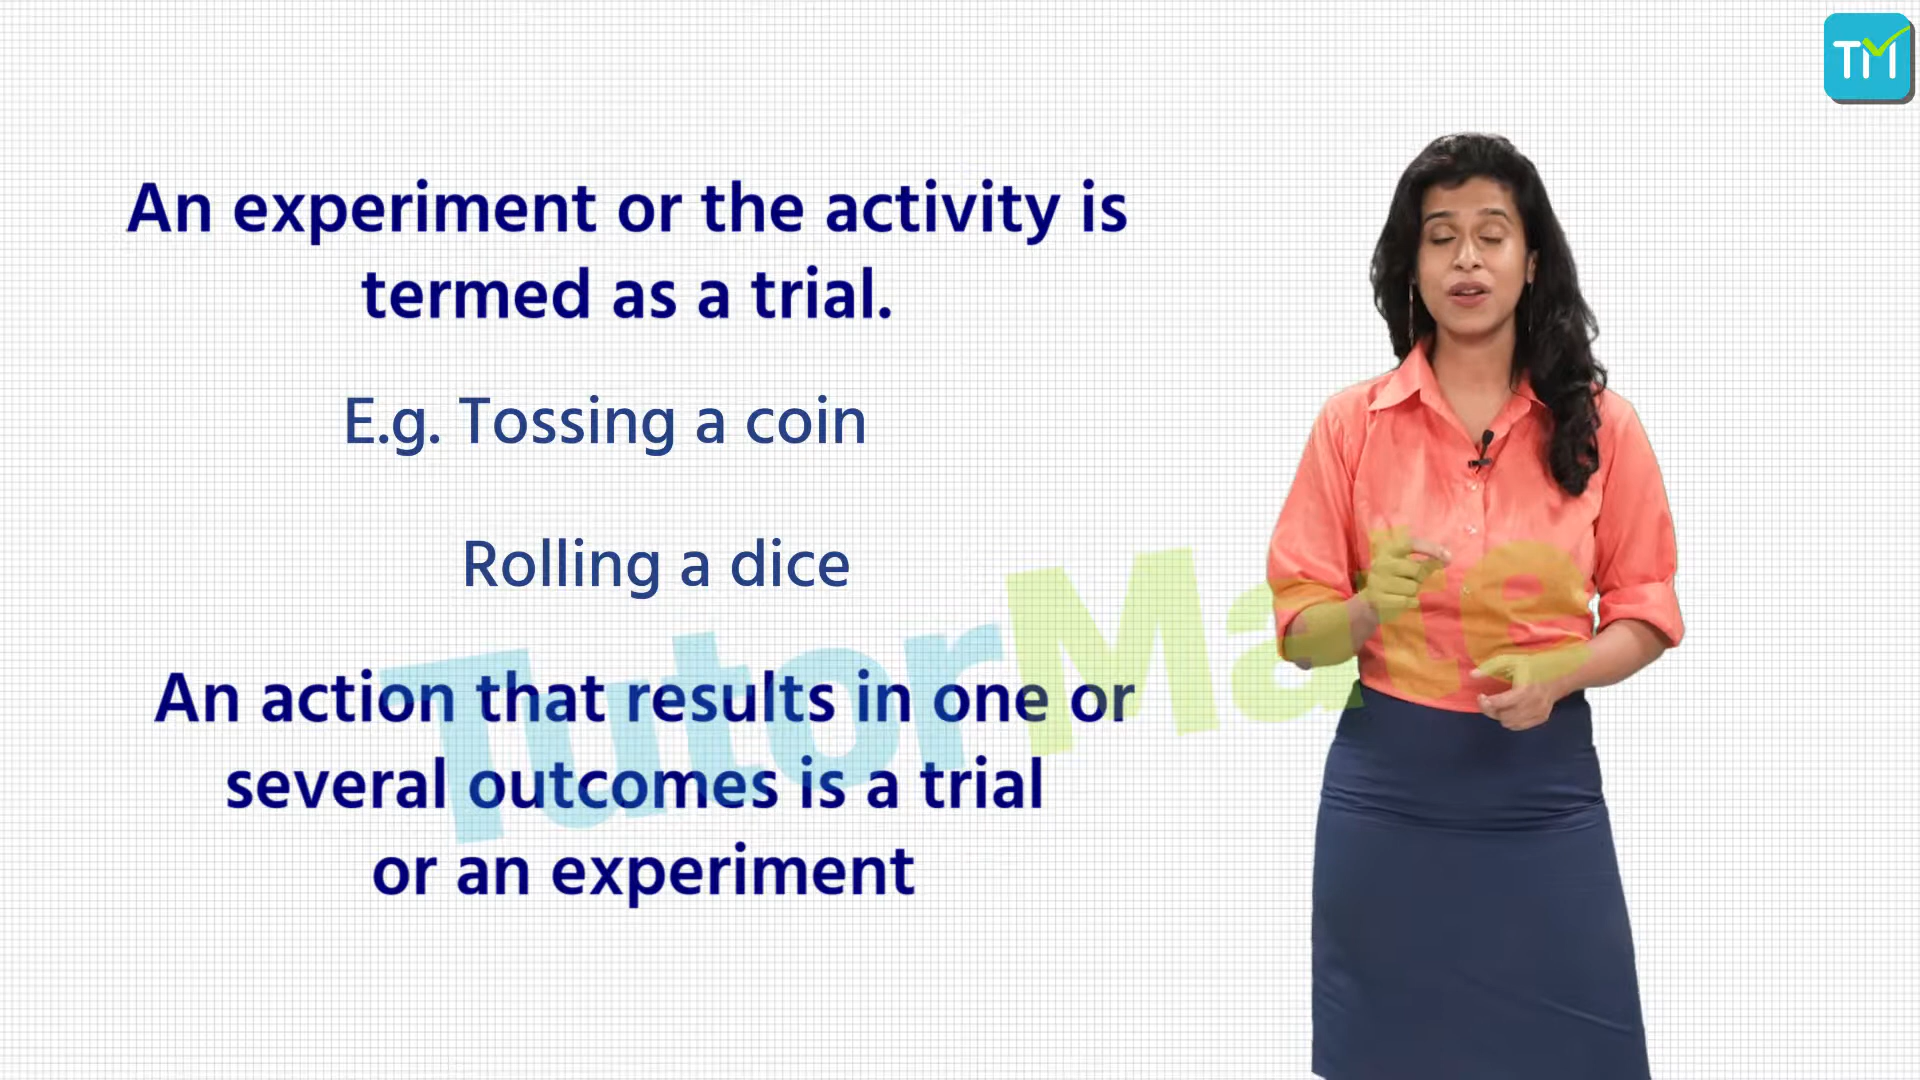 TM
An experiment or the activity is
termed as a trial.
E.g. Tossing a coin
Rolling a dice
TutorMate
An action that results in one or
several outcomes is a trial
or an experiment